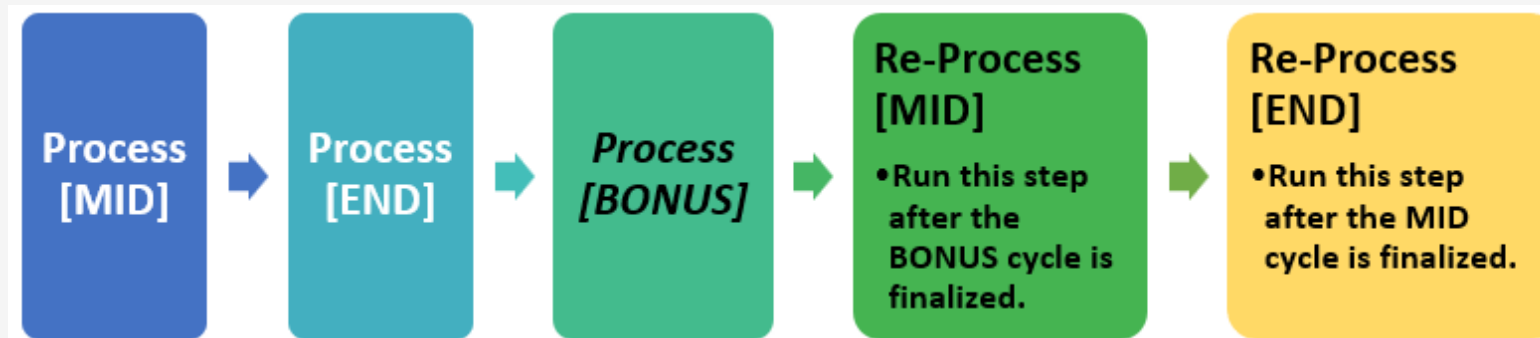 Process
[MID]
Process
[END]
Process
[BONUS]
Re-Process
[MID]
•Run this step
after the
BONUS cycle is
finalized.
Re-Process
[END]
•Run this step
after the MID
cycle is finalized.